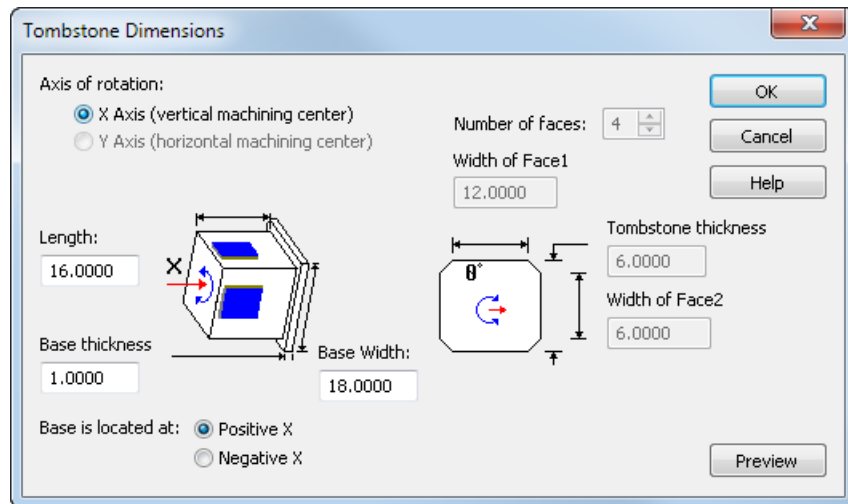 Tombstone Dimensions
Axis of rotation:
X Axis (vertical machining center)
Y Axis (horizontal machining center)
Number of faces: 4
Width of Face1
12.0000
OK
Cancel
Help
Length:
16.0000
X
Base thickness
1.0000
Base Width:
18.0000
0°
Tombstone thickness
6.0000
Width of Face2
6.0000
Base is located at: Positive X
Negative X
Preview